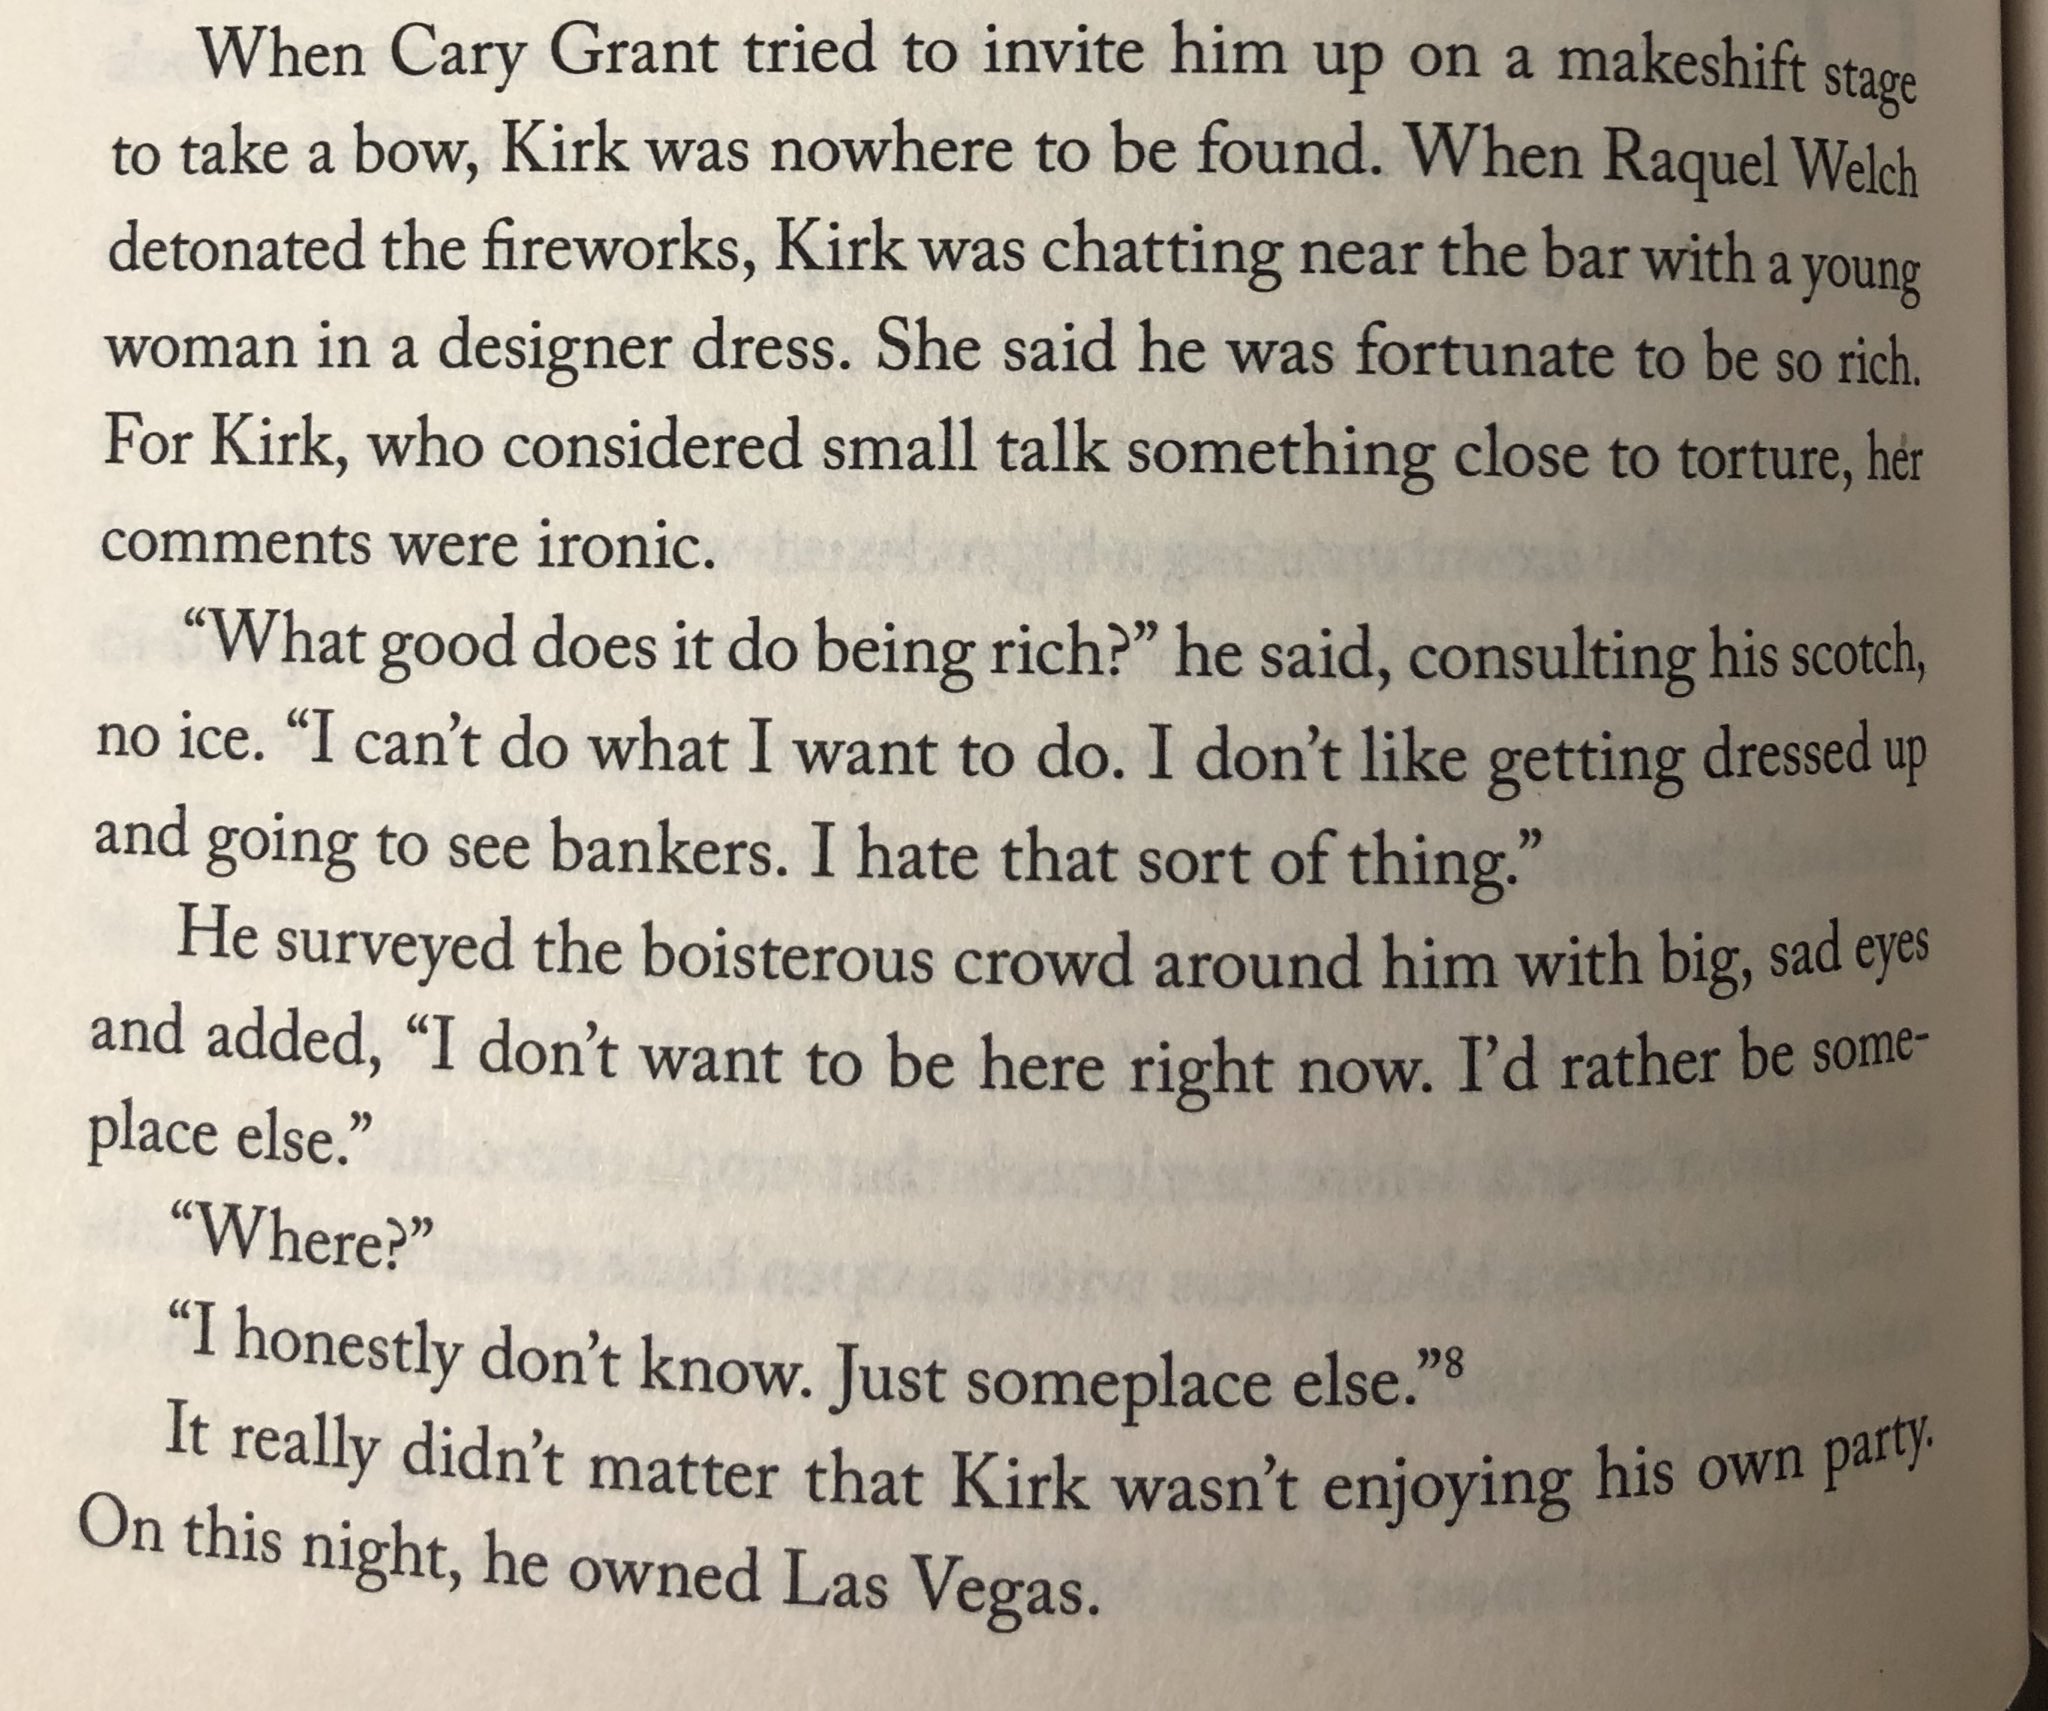 When Cary Grant tried to invite him up on a makeshift stage
to take a bow, Kirk was nowhere to be found. When Raquel Welch
detonated the fireworks, Kirk was chatting near the bar with a young
woman in a designer dress. She said he was fortunate to be so rich.
For Kirk, who considered small talk something close to torture, her
comments were ironic.
“What good does it do being rich?” he said, consulting his scotch,
no ice. “I can’t do what I want to do. I don’t like getting dressed up
and going to see bankers. I hate that sort of thing.”
He surveyed the boisterous crowd around him with big, sad eyes
and added, “I don’t want to be here right now. I’d rather be some-
place else.”
“Where?”
“I honestly don’t know. Just someplace else.”8
It really didn’t matter that Kirk wasn’t enjoying his own party.
On this night, he owned Las Vegas.